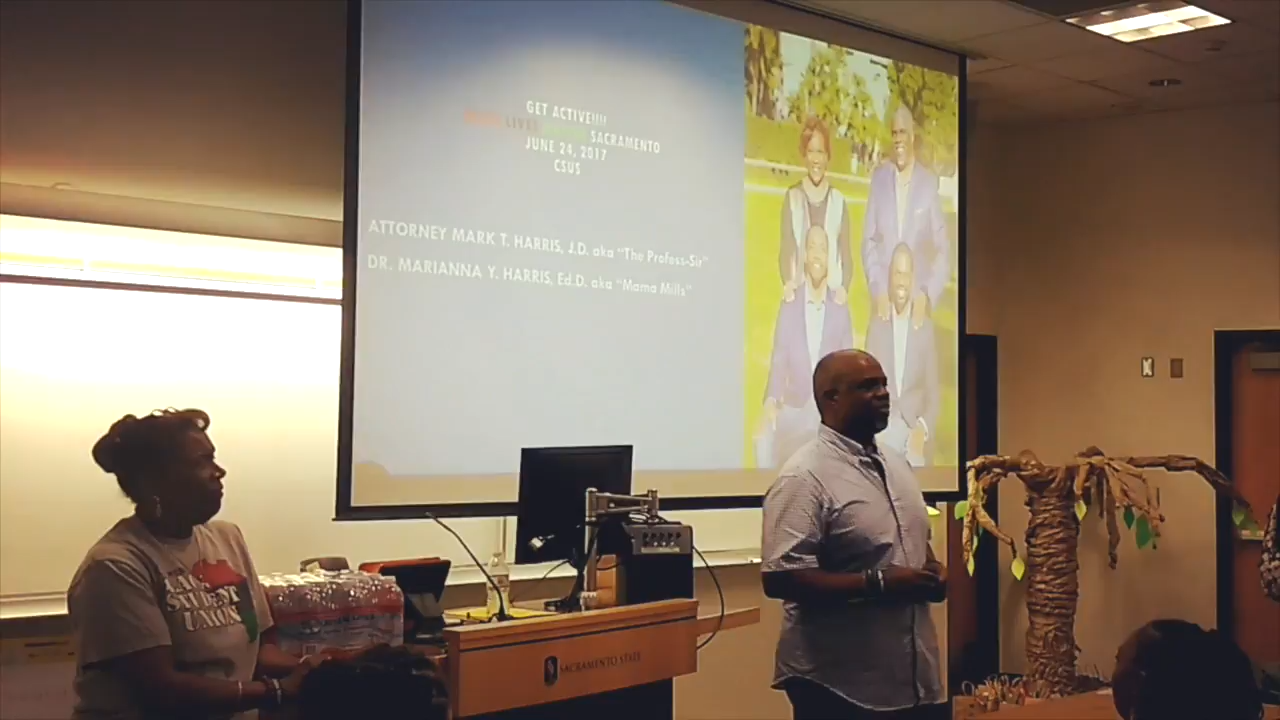 GET ACTIVE!!!!
LIVES SACRAMENTO
JUNE 24, 2017
CSUS
ATTORNEY MARK T. HARRIS, J.D. aka "The Profess-Sir"
DR. MARIANNA Y. HARRIS, Ed.D. aka "Mama Mills"
STUDENT
UNION
SACRAMENTO STATE